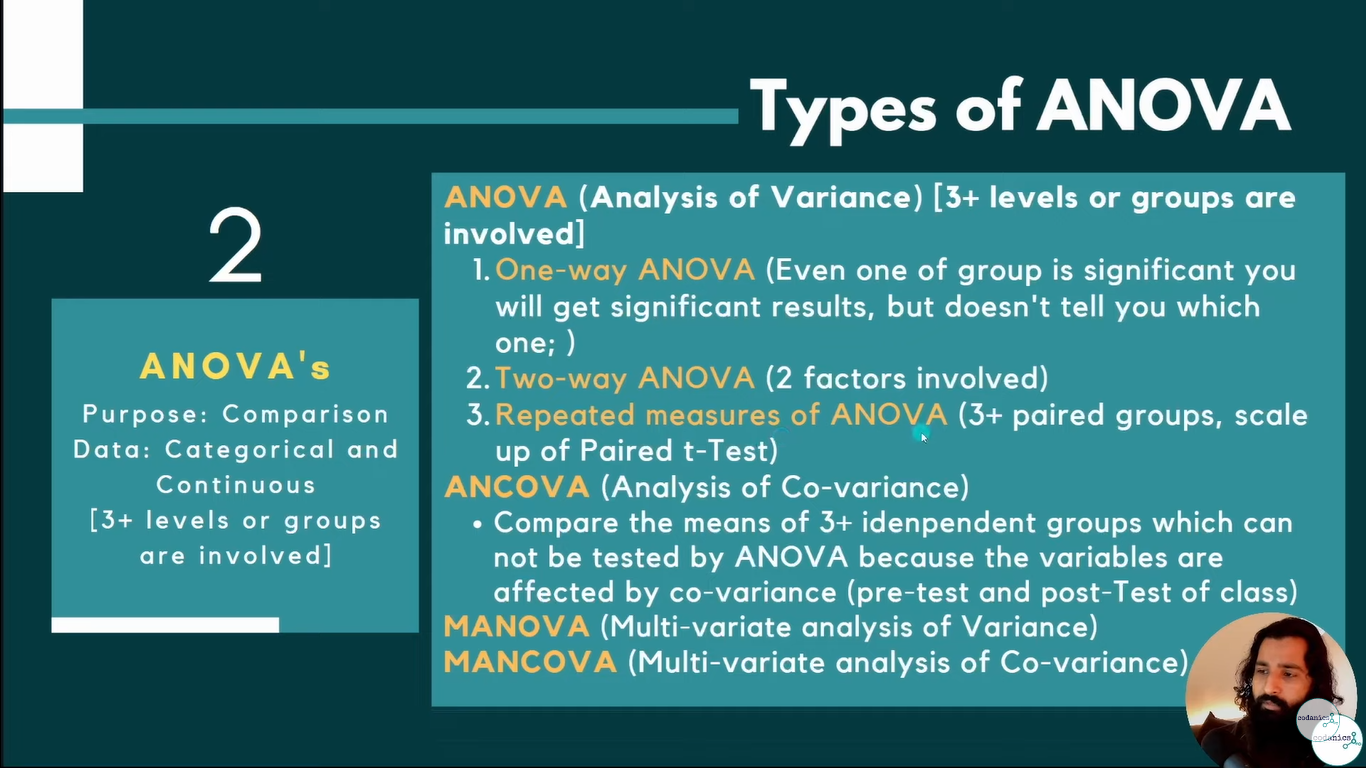 Types of ANOVA
2
ANOVA's
Purpose: Comparison
Data: Categorical and
Continuous
[3+ levels or groups
are involved]
ANOVA (Analysis of Variance) [3+ levels or groups are
involved]
1. One-way ANOVA (Even one of group is significant you
will get significant results, but doesn't tell you which
one; )
2. Two-way ANOVA (2 factors involved)
3. Repeated measures of ANOVA (3+ paired groups, scale
up of Paired t-Test)
ANCOVA (Analysis of Co-variance)
• Compare the means of 3+ idenpendent groups which can
not be tested by ANOVA because the variables are
affected by co-variance (pre-test and post-Test of class)
MANOVA (Multi-variate analysis of Variance)
MANCOVA (Multi-variate analysis of Co-variance)
codanics
codanics